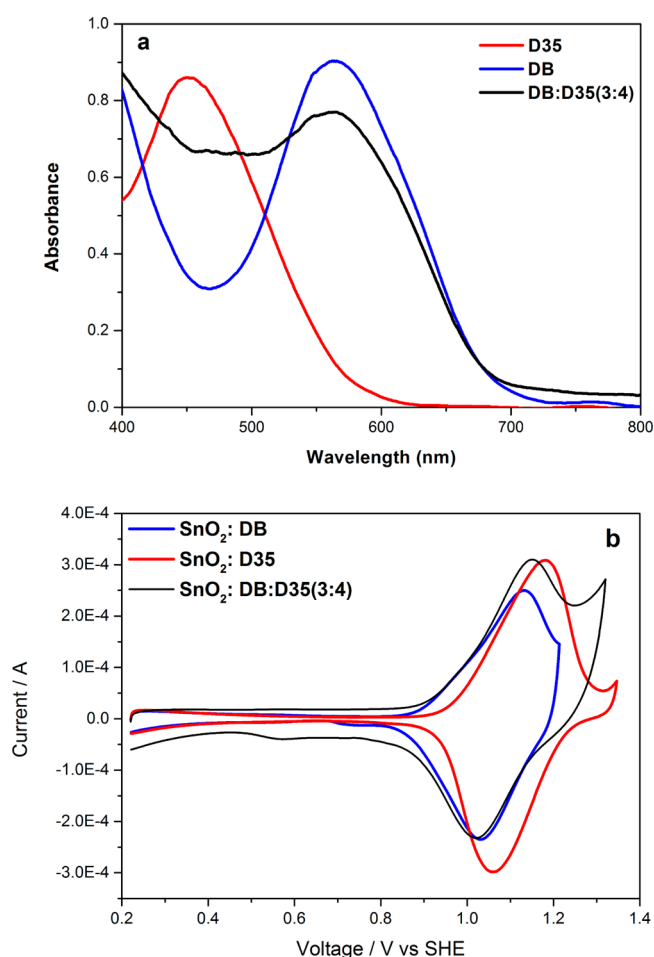 a
D35
DB
DB:D35(3:4)
Absorbance
1.0
0.8
0.6
0.4
0.2
0.0
400 500 600 700 800
Wavelength (nm)
b
SnO₂: DB
SnO₂: D35
SnO₂: DB:D35(3:4)
Current / A
4.0E-4
3.0E-4
2.0E-4
1.0E-4
0.0
-1.0E-4
-2.0E-4
-3.0E-4
0.2 0.4 0.6 0.8 1.0 1.2 1.4
Voltage / V vs SHE